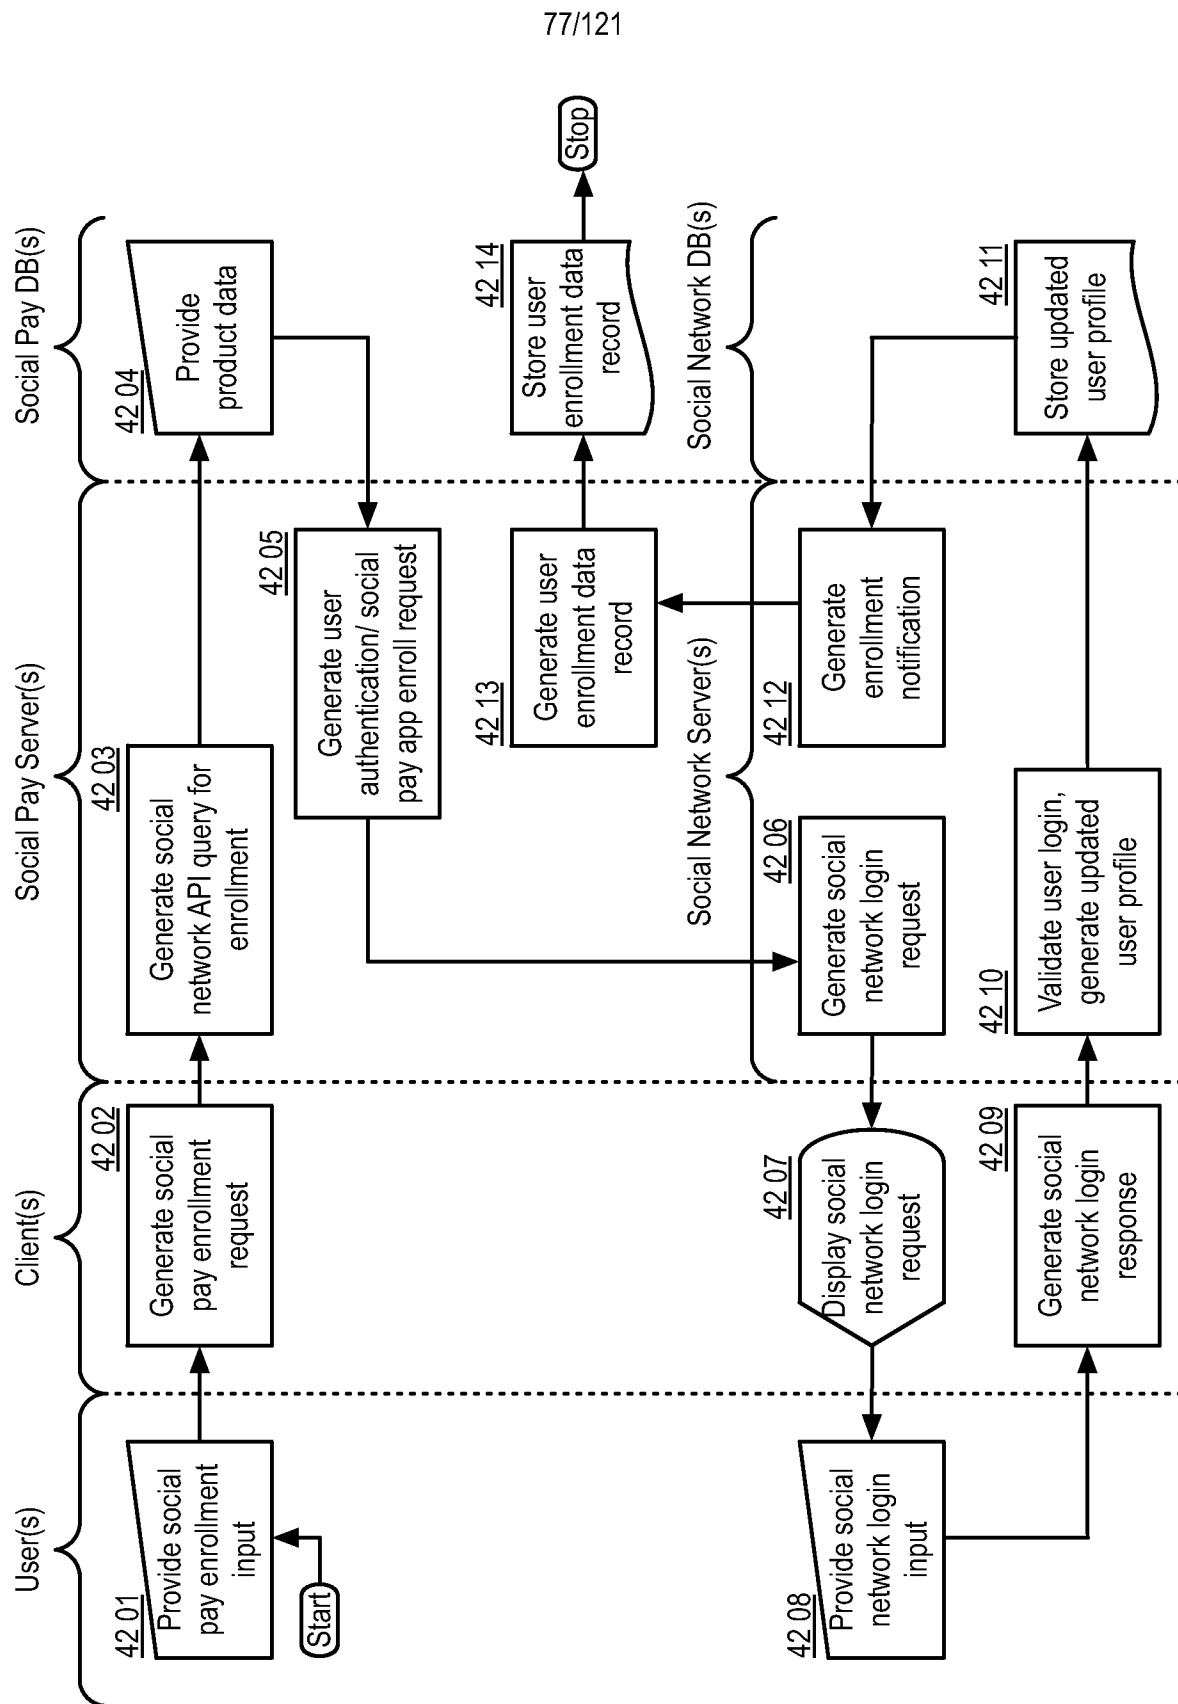 77/121
User(s)
Client(s)
Social Pay Server(s)
Social Pay DB(s)
42 01
Provide social
pay enrollment
input
Start
42 02
Generate social
pay enrollment
request
42 03
Generate social
network API query for
enrollment
42 04
Provide
product data
42 05
Generate user
authentication/ social
pay app enroll request
Social Network Server(s)
Social Network DB(s)
42 06
Generate social
network login
request
42 07
Display social
network login
request
42 08
Provide social
network login
input
42 09
Generate social
network login
response
42 10
Validate user login,
generate updated
user profile
42 11
Store updated
user profile
42 12
Generate
enrollment
notification
42 13
Generate user
enrollment data
record
42 14
Store user
enrollment data
record
Stop